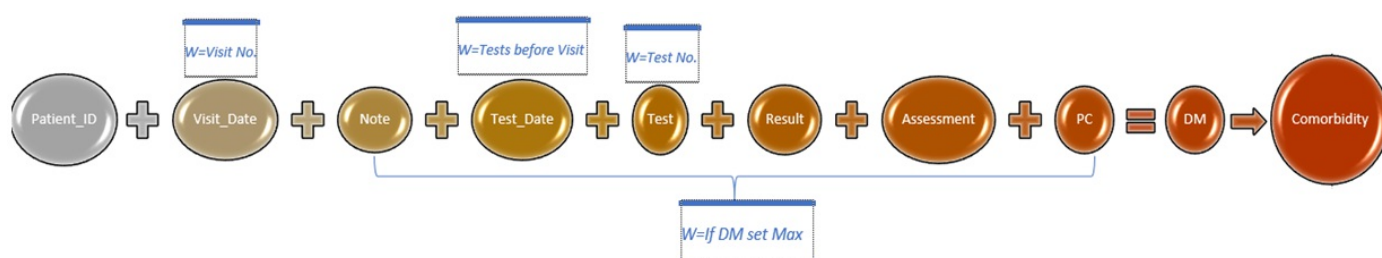 W=Visit No.
W=Tests before Visit
W=Test No.
Patient_ID + Visit_Date + Note + Test_Date + Test + Result + Assessment + PC = DM → Comorbidity
W=If DM set Max